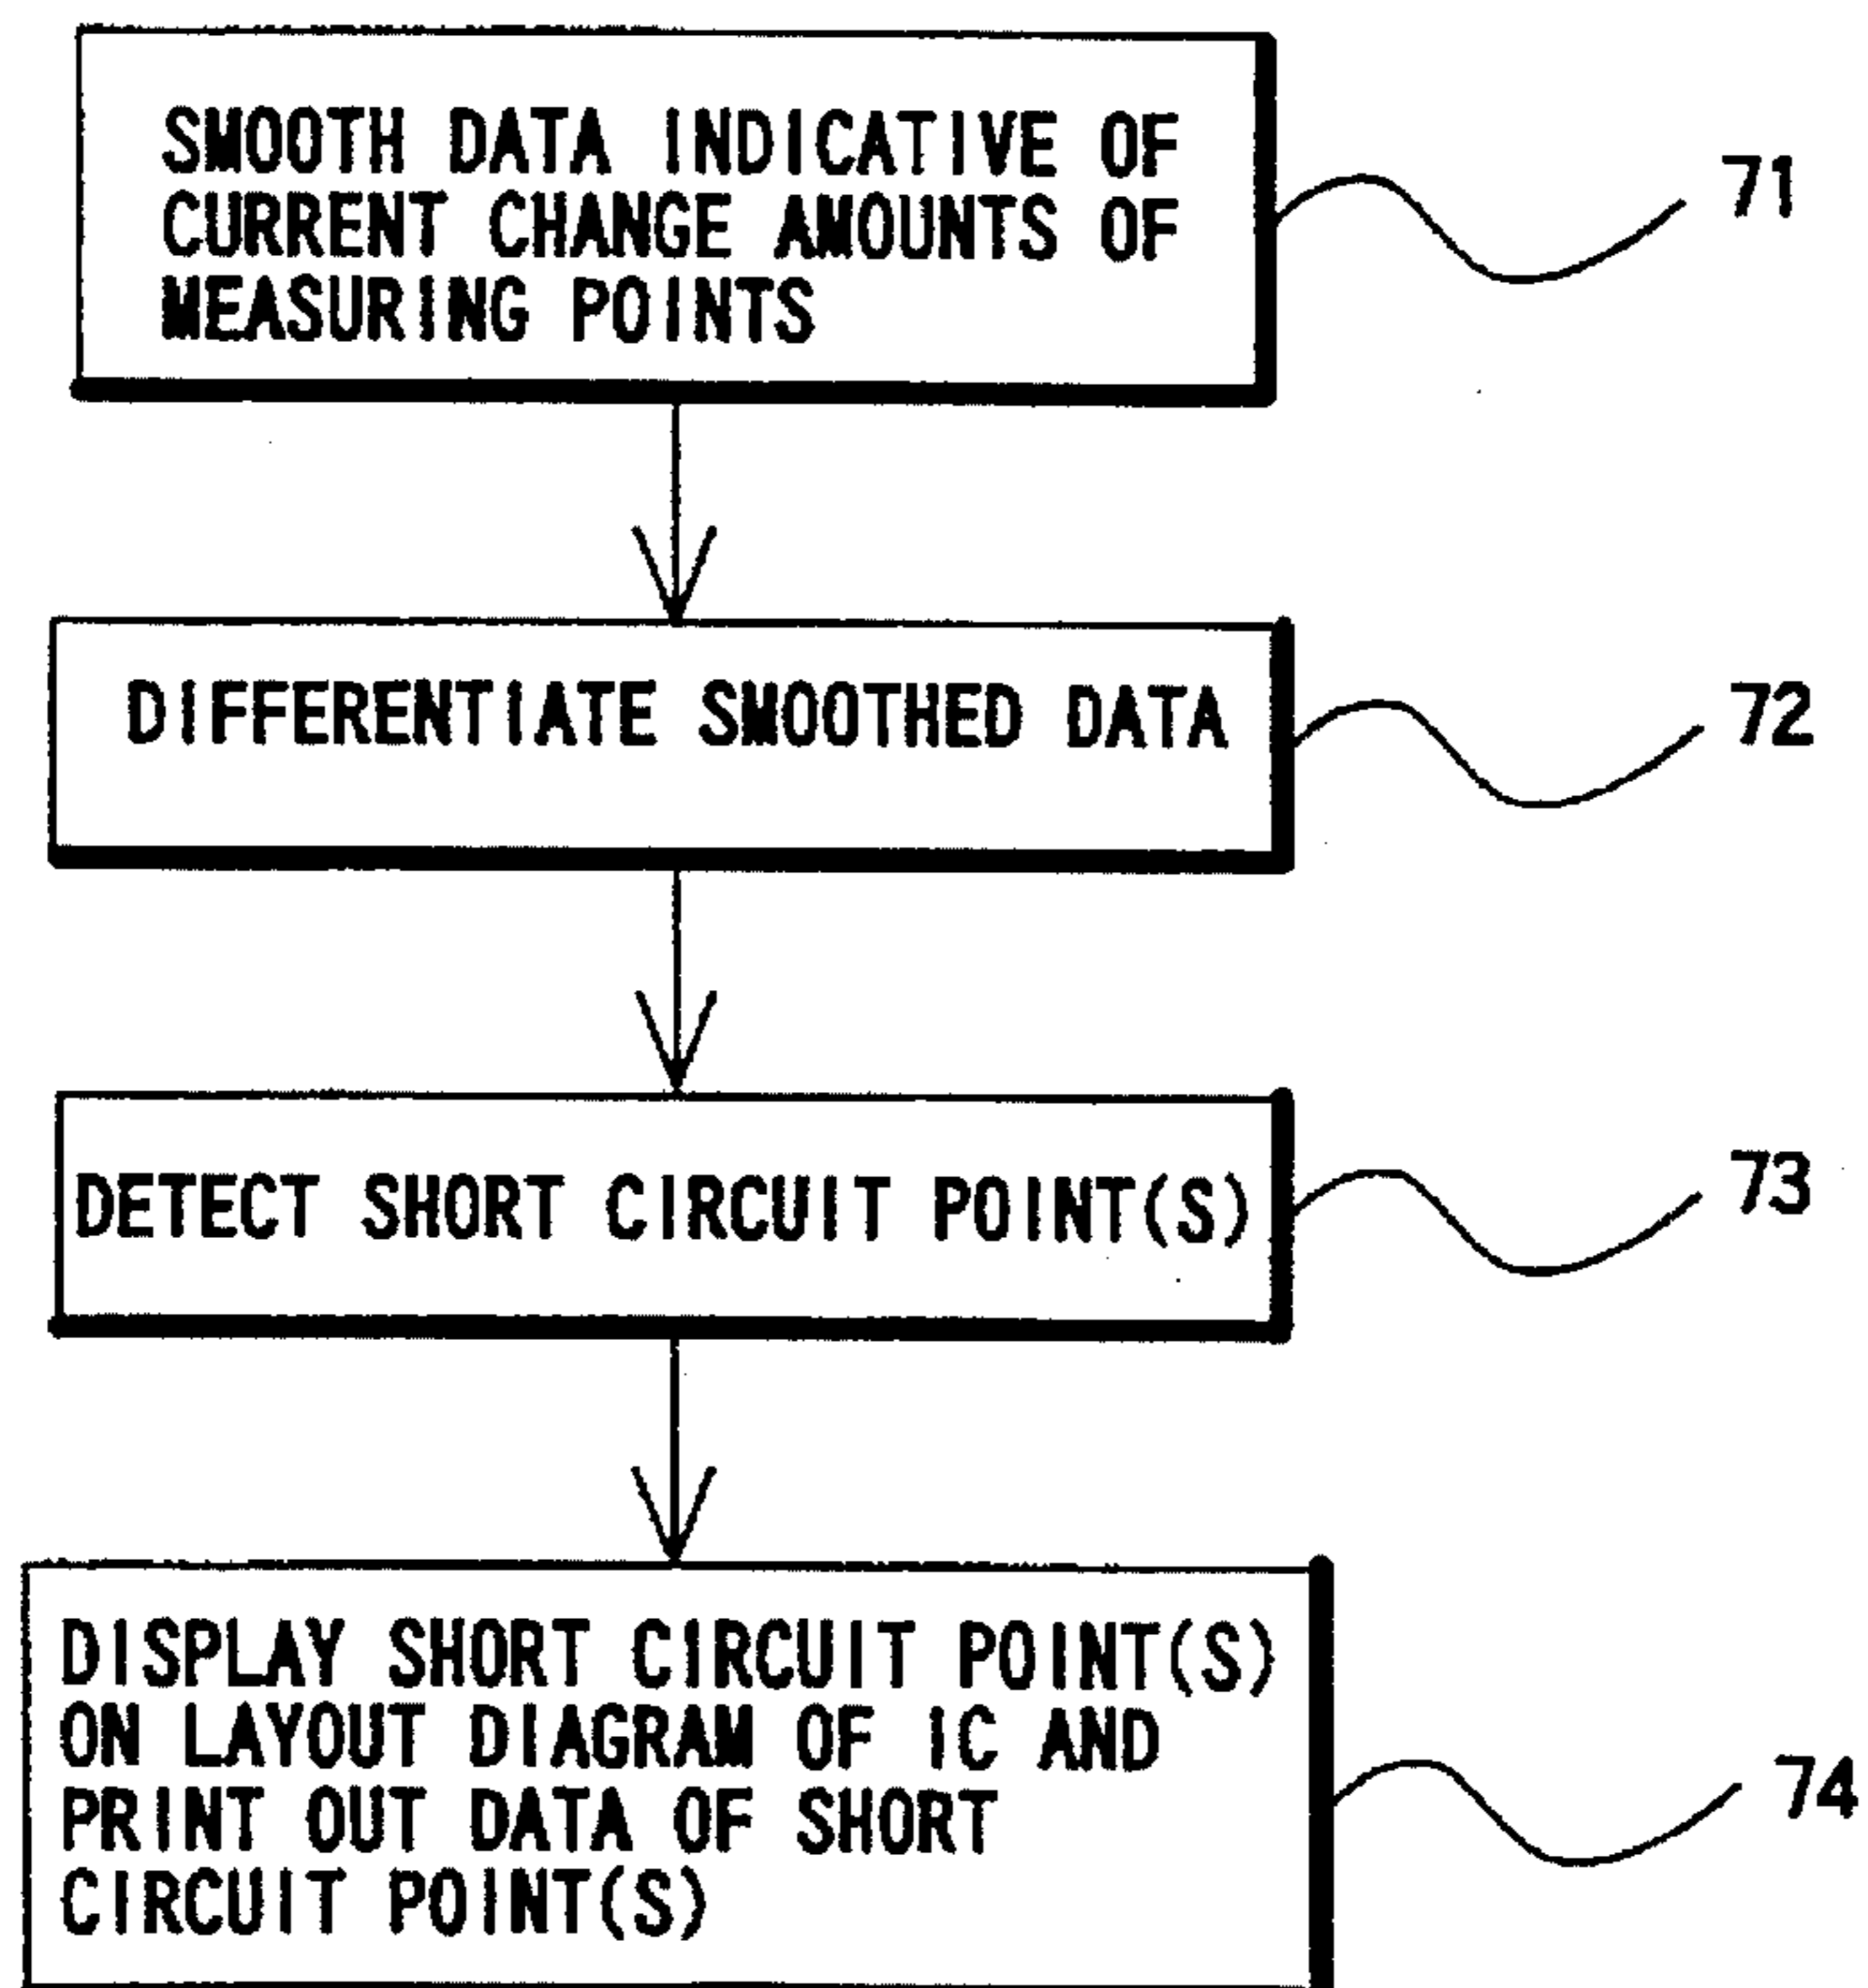 SMOOTH DATA INDICATIVE OF
CURRENT CHANGE AMOUNTS OF
MEASURING POINTS
71
DIFFERENTIATE SMOOTHED DATA
72
DETECT SHORT CIRCUIT POINT(S)
73
DISPLAY SHORT CIRCUIT POINT(S)
ON LAYOUT DIAGRAM OF IC AND
PRINT OUT DATA OF SHORT
CIRCUIT POINT(S)
74